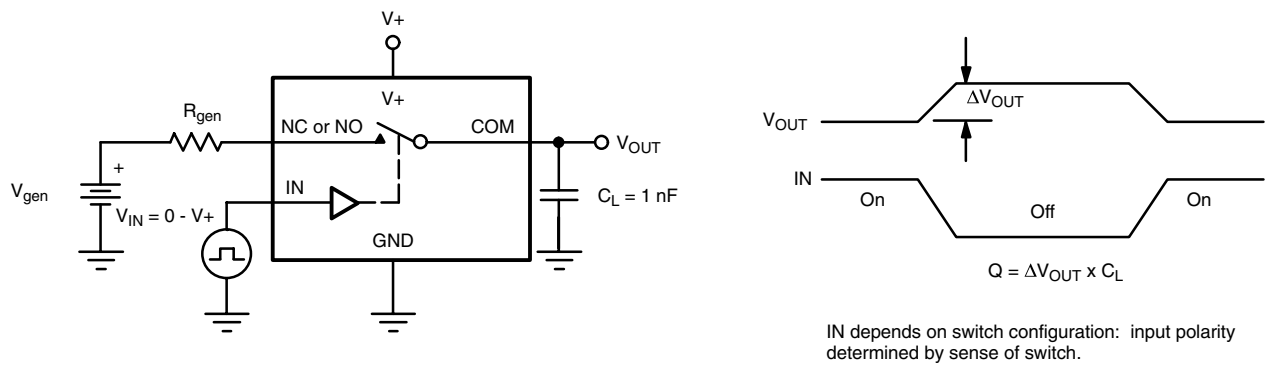 V+
V+
Rgen
NC or NO
COM
VOUT
Vgen
+
IN
VIN = 0 - V+
CL = 1 nF
GND
VOUT
ΔVOUT
IN
On
Off
On
Q = ΔVOUT x CL
IN depends on switch configuration: input polarity
determined by sense of switch.